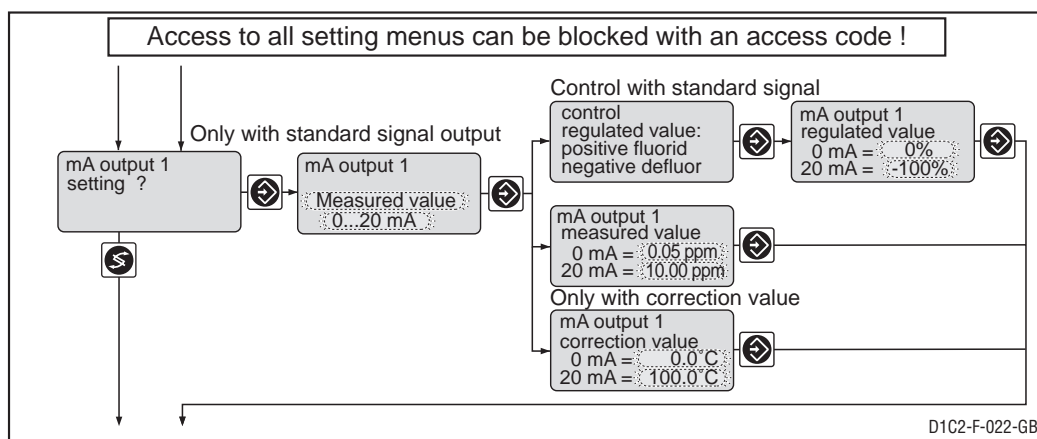 Access to all setting menus can be blocked with an access code !
Only with standard signal output
mA output 1
setting ?
mA output 1
Measured value
0...20 mA
Control with standard signal
control
regulated value:
positive fluorid
negative defluor
mA output 1
regulated value
0 mA = 0%
20 mA = -100%
mA output 1
measured value
0 mA = 0.05 ppm
20 mA = 10.00 ppm
Only with correction value
mA output 1
correction value
0 mA = 0.0°C
20 mA = 100.0°C
D1C2-F-022-GB